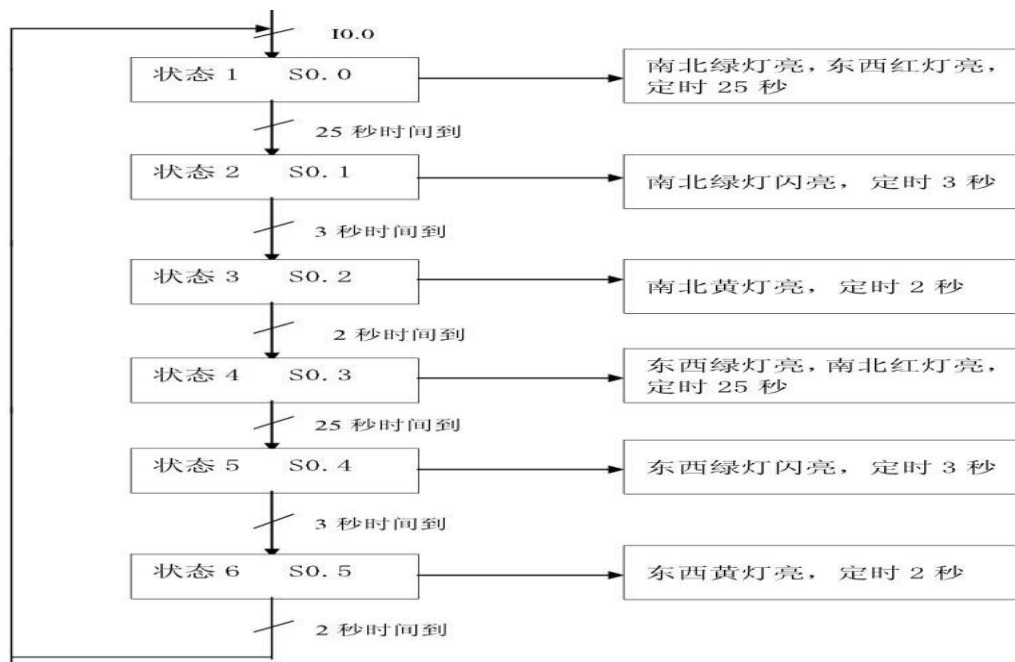 I0.0
状态1 S0.0
南北绿灯亮，东西红灯亮，
定时 25 秒
25 秒时间到
状态2 S0.1
南北绿灯闪亮， 定时 3 秒
3 秒时间到
状态3 S0.2
南北黄灯亮， 定时 2 秒
2 秒时间到
状态4 S0.3
东西绿灯亮，南北红灯亮，
定时 25 秒
25 秒时间到
状态5 S0.4
东西绿灯闪亮， 定时 3 秒
3 秒时间到
状态6 S0.5
东西黄灯亮， 定时 2 秒
2 秒时间到